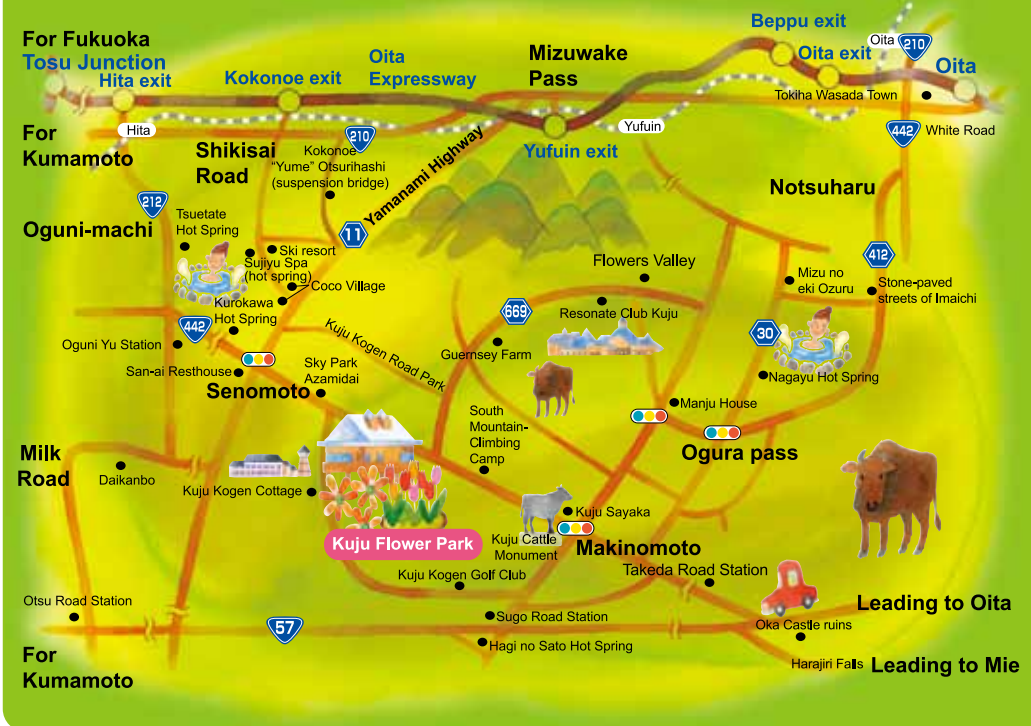 Beppu exit
For Fukuoka
Tosu Junction
Hita exit
Kokonoe exit
Oita
Expressway
Mizuwake
Pass
Oita
210
Oita exit
Oita
Tokiha Wasada Town
For
Kumamoto
Hita
Shikisai
Road
210
Kokonoe
"Yume" Otsurihashi
(suspension bridge)
Yamanami Highway
Yufuin
Yufuin exit
442
White Road
Notsuharu
212
Oguni-machi
Tsuetate
Hot Spring
11
Ski resort
Sujiyu Spa
(hot spring)
Coco Village
Kurokawa
Hot Spring
Flowers Valley
412
Mizu no
eki Ozuru
Stone-paved
streets of Imaichi
442
669
Resonate Club Kuju
30
Oguni Yu Station
Kuju Kogen Road Park
Guernsey Farm
San-ai Resthouse
Senomoto
Sky Park
Azamidai
Nagayu Hot Spring
Manju House
South
Mountain-
Climbing
Camp
Ogura pass
Milk
Road
Daikanbo
Kuju Kogen Cottage
Kuju Flower Park
Kuju Sayaka
Kuju Cattle
Monument
Makinomoto
Kuju Kogen Golf Club
Takeda Road Station
Otsu Road Station
Sugo Road Station
Leading to Oita
57
Oka Castle ruins
Hagi no Sato Hot Spring
For
Kumamoto
Harajiri Falls
Leading to Mie